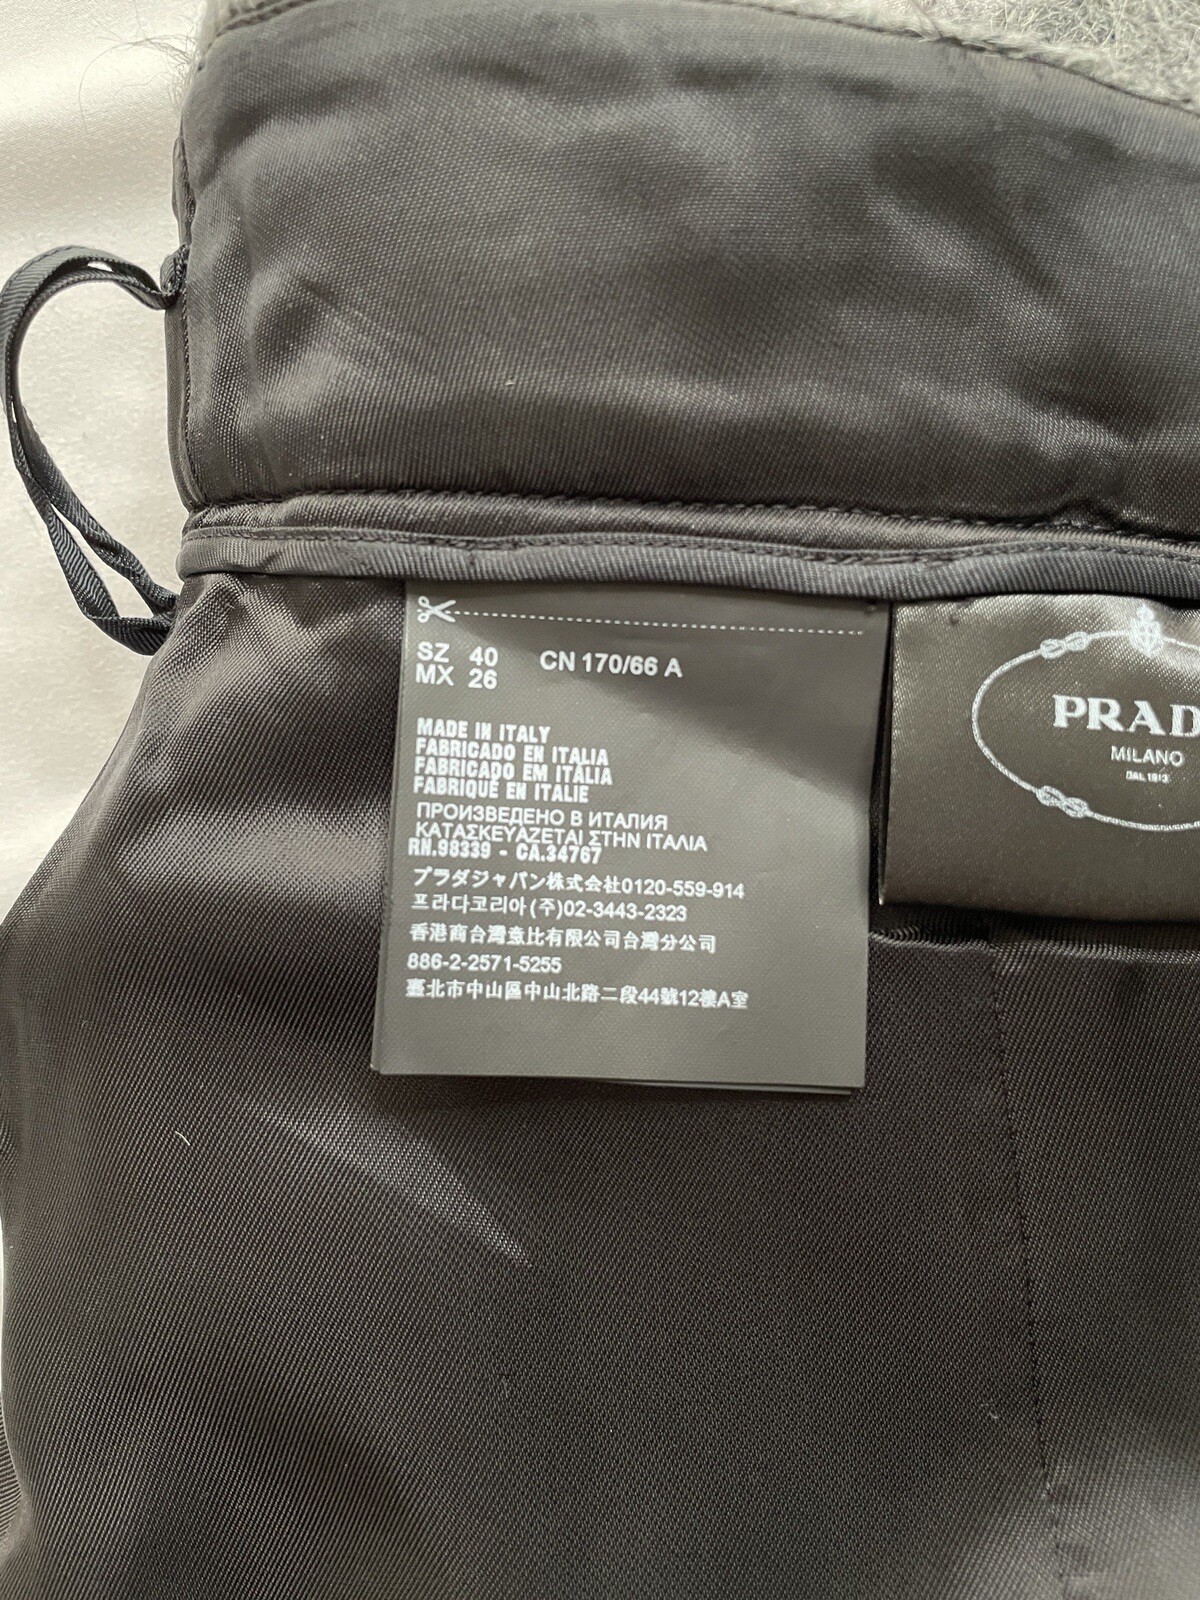 SZ 40 CN 170/66 A
MX 26
MADE IN ITALY
FABRICADO EN ITALIA
FABRICADO EM ITALIA
FABRIQUÉ EN ITALIE
ПРОИЗВЕДЕНО В ИТАЛИЯ
ΚΑΤΑΣΚΕΥΑΖΕΤΑΙ ΣΤΗΝ ΙΤΑΛΙΑ
RN.98339 - CA.34767
プラダジャパン株式会社0120-559-914
프라다코리아(주)02-3443-2323
香港商台灣意比有限公司台灣分公司
886-2-2571-5255
臺北市中山區中山北路二段44號12樓A室
PRAD
MILANO
DAL 1913